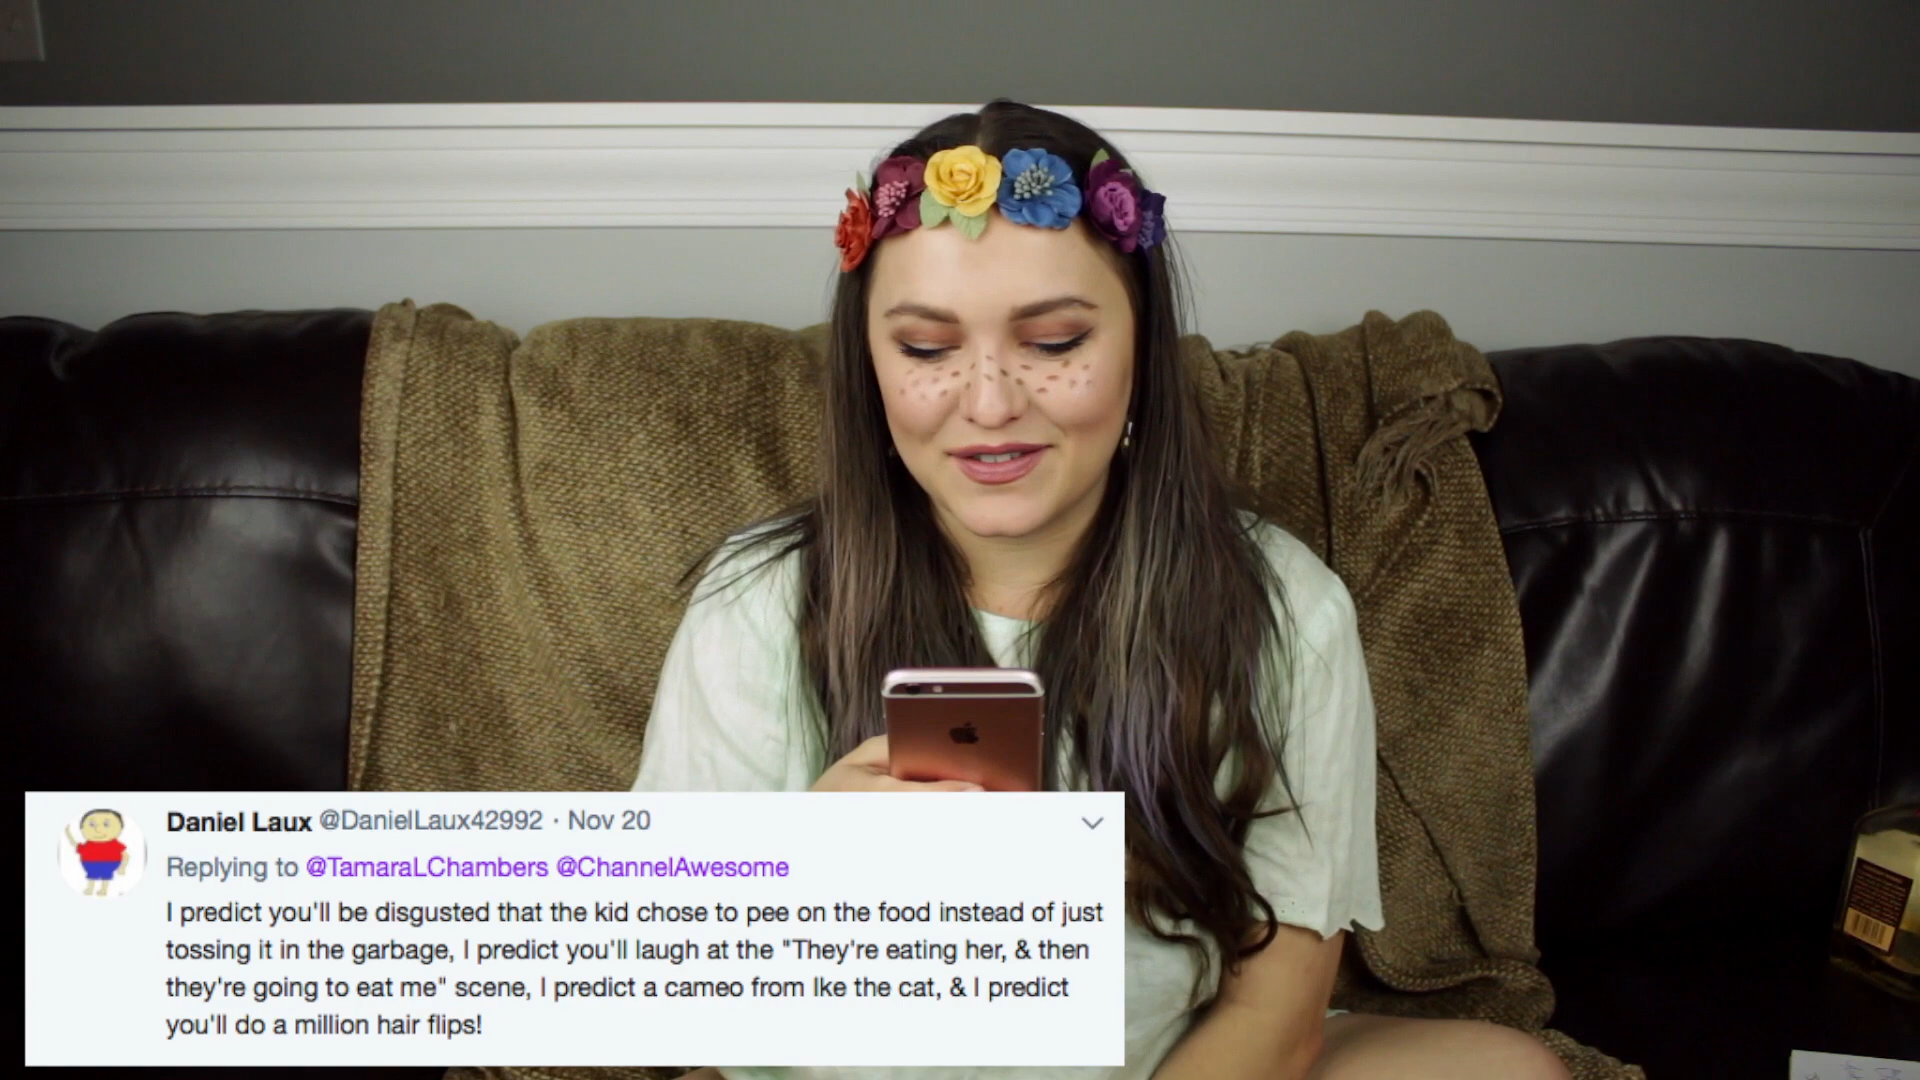 Daniel Laux @DanielLaux42992 · Nov 20
Replying to @TamaraLChambers @ChannelAwesome
I predict you'll be disgusted that the kid chose to pee on the food instead of just
tossing it in the garbage, I predict you'll laugh at the "They're eating her, & then
they're going to eat me" scene, I predict a cameo from Ike the cat, & I predict
you'll do a million hair flips!